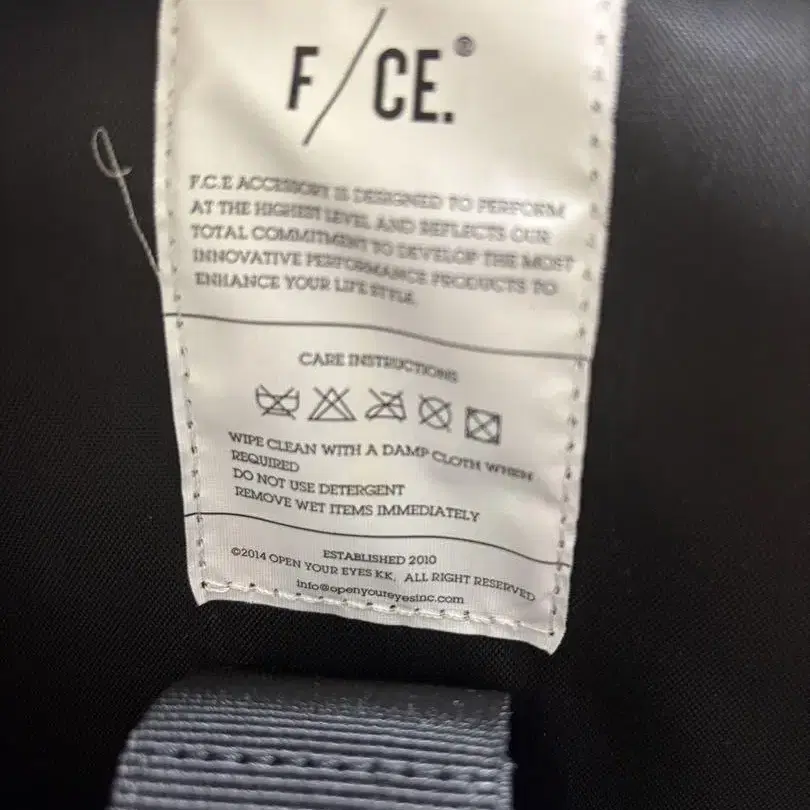 F/CE.®
F.C.E ACCESSORY IS DESIGNED TO PERFORM
AT THE HIGHEST LEVEL AND REFLECTS OUR
TOTAL COMMITMENT TO DEVELOP THE MOST
INNOVATIVE PERFORMANCE PRODUCTS TO
ENHANCE YOUR LIFE STYLE.
CARE INSTRUCTIONS
WIPE CLEAN WITH A DAMP CLOTH WHEN
REQUIRED
DO NOT USE DETERGENT
REMOVE WET ITEMS IMMEDIATELY
ESTABLISHED 2010
©2014 OPEN YOUR EYES KK, ALL RIGHT RESERVED
info@openyoureyesinc.com